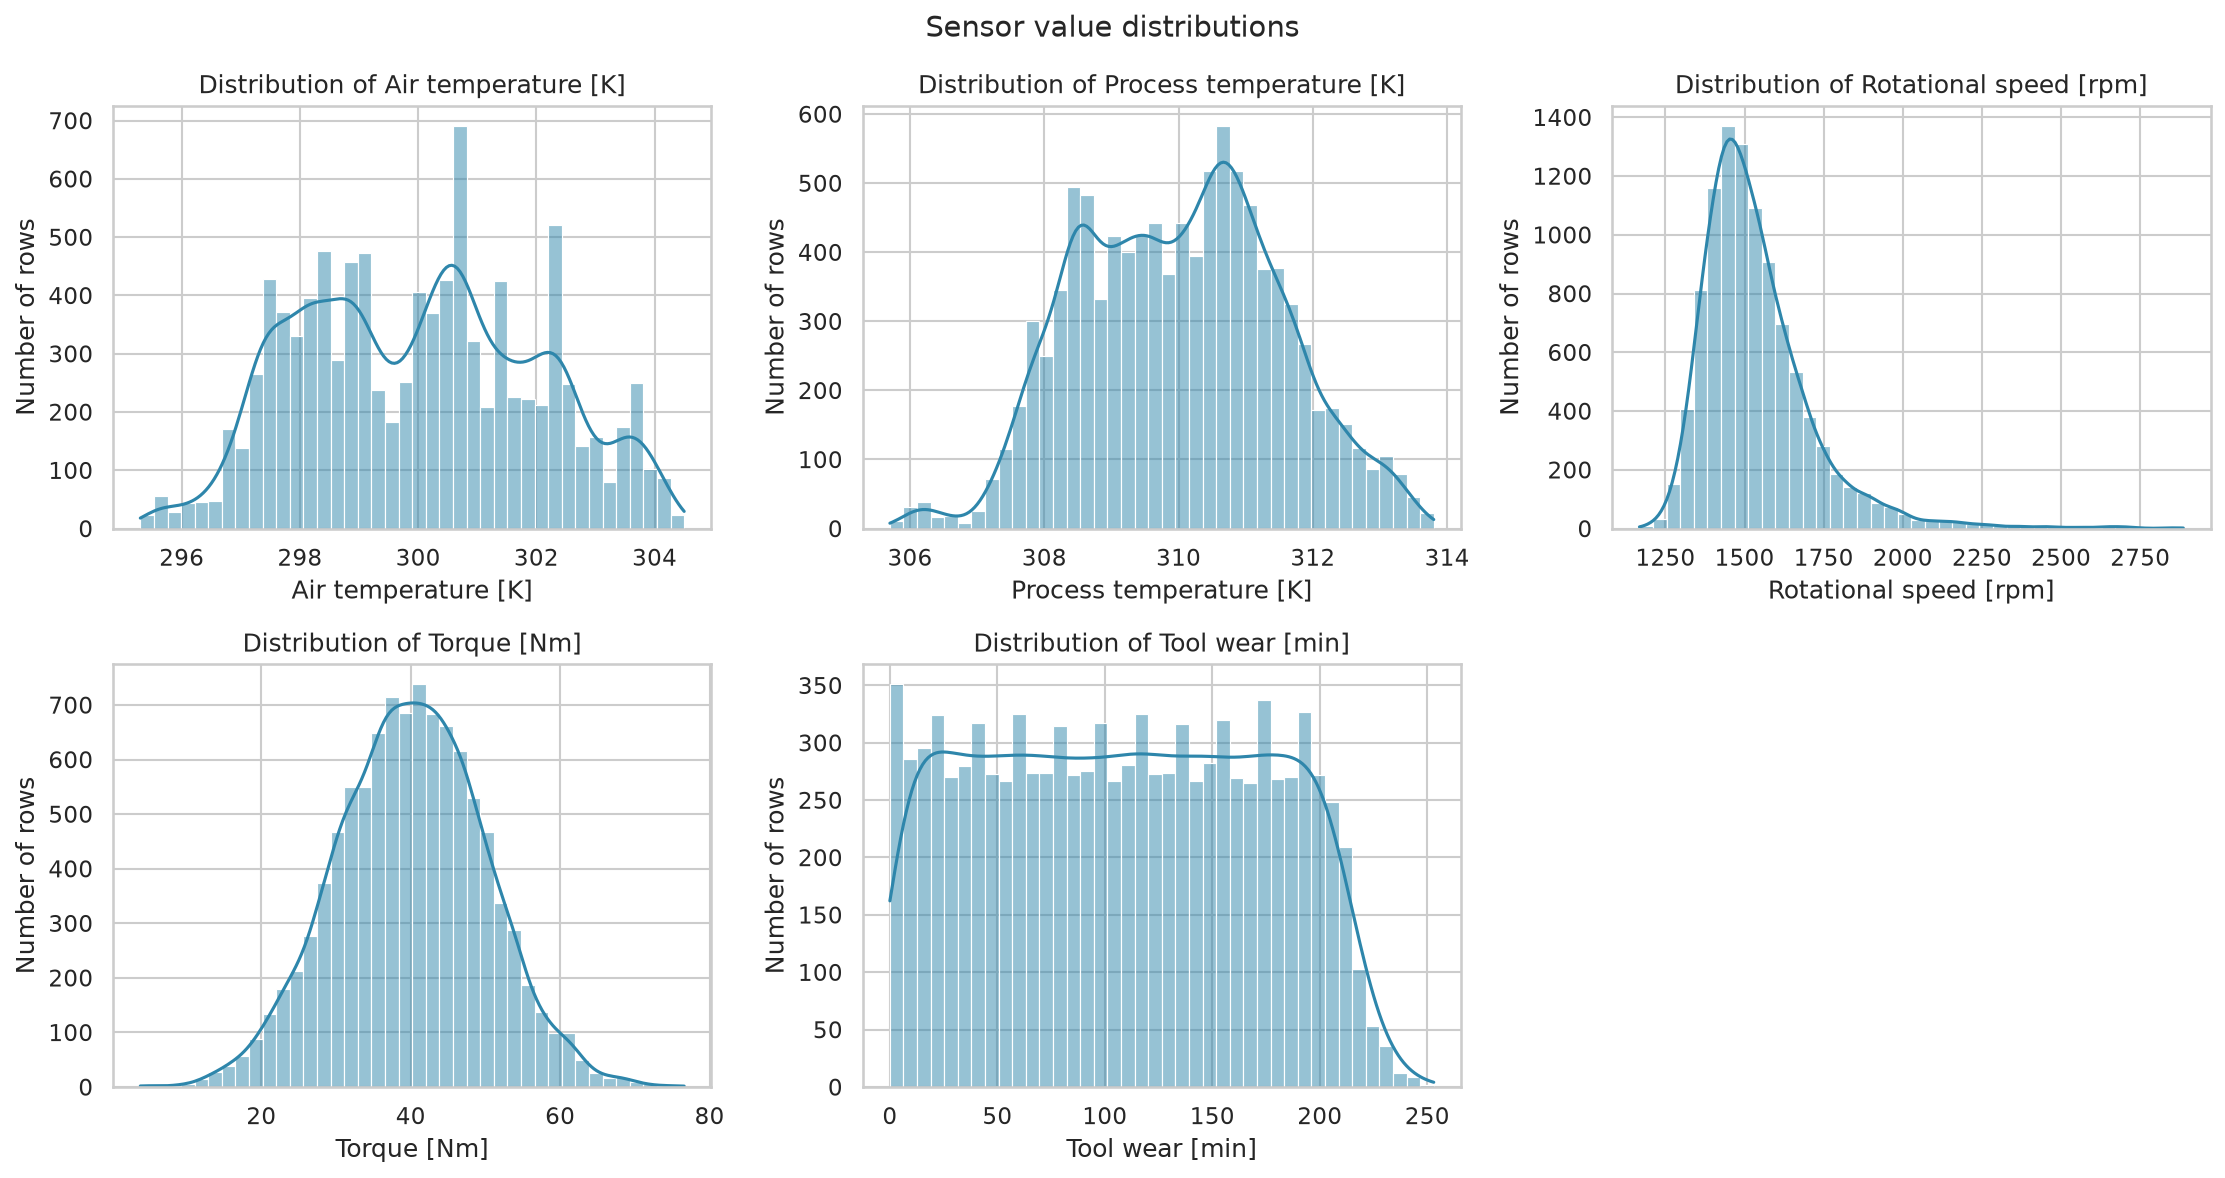 Sensor value distributions
Distribution of Air temperature [K]
Number of rows
700
600
500
400
300
200
100
0
296 298 300 302 304
Air temperature [K]
Distribution of Process temperature [K]
Number of rows
600
500
400
300
200
100
0
306 308 310 312 314
Process temperature [K]
Distribution of Rotational speed [rpm]
Number of rows
1400
1200
1000
800
600
400
200
0
1250 1500 1750 2000 2250 2500 2750
Rotational speed [rpm]
Distribution of Torque [Nm]
Number of rows
700
600
500
400
300
200
100
0
20 40 60 80
Torque [Nm]
Distribution of Tool wear [min]
Number of rows
350
300
250
200
150
100
50
0
0 50 100 150 200 250
Tool wear [min]